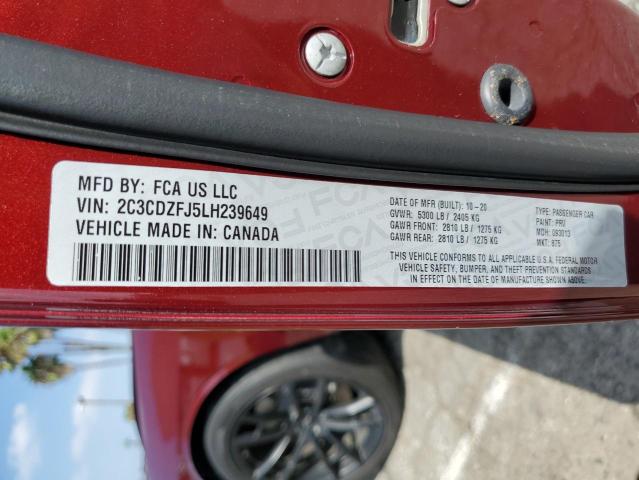 MFD BY: FCA US LLC
VIN: 2C3CDZFJ5LH239649
VEHICLE MADE IN: CANADA
DATE OF MFR (BUILT): 10-20
GVWR: 5300 LB / 2405 KG
GAWR FRONT: 2810 LB / 1275 KG
GAWR REAR: 2810 LB / 1275 KG
TYPE: PASSENGER CAR
PAINT: PRV
MDH: 093013
MKT: 875
THIS VEHICLE CONFORMS TO ALL APPLICABLE U.S.A. FEDERAL MOTOR
VEHICLE SAFETY, BUMPER, AND THEFT PREVENTION STANDARDS
IN EFFECT ON THE DATE OF MANUFACTURE SHOWN ABOVE.